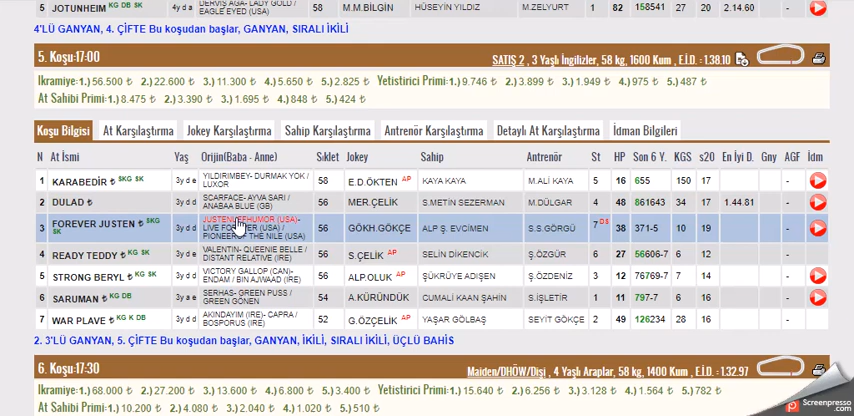 5 JOTUNHEIM KG DB SK 4y d a DERVİŞ AĞA- LADY GOLD / 58 M.M.BİLGİN HÜSEYİN YILDIZ M.ZELYURT 1 82 158541 27 20 2.14.60
EAGLE EYED (USA)
4'LÜ GANYAN, 4. ÇİFTE Bu koşudan başlar, GANYAN, SIRALI İKİLİ
5. Koşu:17:00 SATIŞ 2 , 3 Yaşlı İngilizler, 58 kg, 1600 Kum , E.İ.D. : 1.38.10
Ikramiye:1.) 56.500 ₺ 2.) 22.600 ₺ 3.) 11.300 ₺ 4.) 5.650 ₺ 5.) 2.825 ₺ Yetistirici Primi:1.) 9.746 ₺ 2.) 3.899 ₺ 3.) 1.949 ₺ 4.) 975 ₺ 5.) 487 ₺
At Sahibi Primi:1.) 8.475 ₺ 2.) 3.390 ₺ 3.) 1.695 ₺ 4.) 848 ₺ 5.) 424 ₺
Koşu Bilgisi At Karşılaştırma Jokey Karşılaştırma Sahip Karşılaştırma Antrenör Karşılaştırma Detaylı At Karşılaştırma İdman Bilgileri
N At İsmi Yaş Orijin(Baba - Anne) Sıklet Jokey Sahip Antrenör St HP Son 6 Y. KGS s20 En İyi D. Gny AGF İdm
1 KARABEDİR ₺ SKG SK 3y d d YILDIRIMBEY- DURMAK YOK / 58 E.D.ÖKTEN AP KAYA KAYA M.ALİ KAYA 5 16 655 150 17 -
LUXOR
2 DULAD ₺ 3y d d SCARFACE- AYVA SARI / 56 MER.ÇELİK S.METİN SEZERMAN M.DÜLGAR 4 48 861643 34 17 1.44.81 -
ANABAA BLUE (GB)
3 FOREVER JUSTEN ₺ SKG SK 3y d d JUSTENUFFHUMOR (USA)- 56 GÖKH.GÖKÇE ALP Ş. EVCİMEN S.S.GÖRGÜ 7 DS 38 371-5 10 19 -
LIVE FOREVER (USA) /
PIONEEROF THE NILE (USA)
4 READY TEDDY ₺ GK SK 3y d d VALENTIN- QUEENIE BELLE / 56 S.ÇELİK AP SELİN DİKENCİK Ş.ÖZGÜR 6 27 56606-7 6 12 -
DISTANT RELATIVE (IRE)
5 STRONG BERYL ₺ KG SK 3y d d VICTORY GALLOP (CAN)- 56 ALP.OLUK AP ŞÜKRÜYE ADIŞEN Ş.ÖZDENİZ 3 12 76769-7 7 14 -
ENDAM / BIN AJWAAD (IRE)
6 SARUMAN ₺ KG DB 3y a e SERHAS- GREEN PUSS / 54 A.KÜRÜNDÜK CUMALİ KAAN ŞAHİN S.İŞLETİR 1 11 797-7 6 16 -
GREEN GÖNEN
7 WAR PLAVE ₺ KG K DB 3y d d AKINDAYIM (IRE)- CAPRA / 52 G.ÖZÇELİK AP YAŞAR GÖLBAŞ SEYİT GÖKÇE 2 49 126234 28 16 -
BOSPORUS (IRE)
2. 3'LÜ GANYAN, 5. ÇİFTE Bu koşudan başlar, GANYAN, İKİLİ, SIRALI İKİLİ, ÜÇLÜ BAHİS
6. Koşu:17:30 Maiden/DHÖW/Dişi , 4 Yaşlı Araplar, 58 kg, 1400 Kum , E.İ.D. : 1.32.97
Ikramiye:1.) 68.000 ₺ 2.) 27.200 ₺ 3.) 13.600 ₺ 4.) 6.800 ₺ 5.) 3.400 ₺ Yetistirici Primi:1.) 15.640 ₺ 2.) 6.256 ₺ 3.) 3.128 ₺ 4.) 1.564 ₺ 5.) 782 ₺
At Sahibi Primi:1.) 10.200 ₺ 2.) 4.080 ₺ 3.) 2.040 ₺ 4.) 1.020 ₺ 5.) 510 ₺
Screenpresso
.com